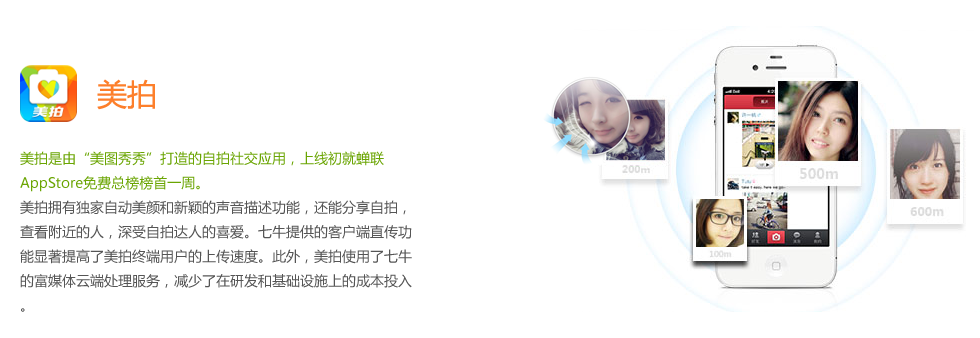 美拍
美拍
美拍是由“美图秀秀”打造的自拍社交应用，上线初就蝉联
AppStore免费总榜榜首一周。
美拍拥有独家自动美颜和新颖的声音描述功能，还能分享自拍，
查看附近的人，深受自拍达人的喜爱。七牛提供的客户端直传功
能显著提高了美拍终端用户的上传速度。此外，美拍使用了七牛
的富媒体云端处理服务，减少了在研发和基础设施上的成本投入
。
200m
500m
600m
100m